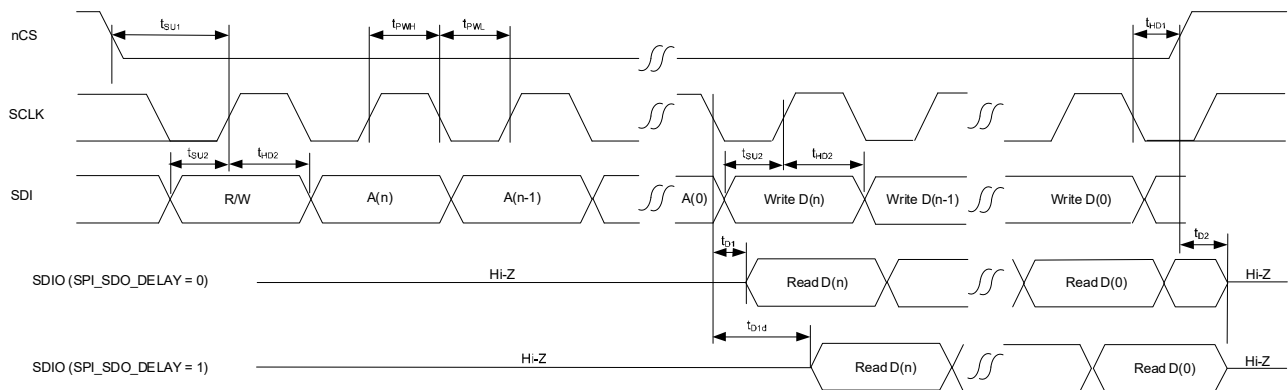 nCS
tSU1
tPWH
tPWL
tHD1
SCLK
tSU2
tHD2
tSU2
tHD2
SDI
R/W
A(n)
A(n-1)
A(0)
Write D(n)
Write D(n-1)
Write D(0)
tD1
tD2
SDIO (SPI_SDO_DELAY = 0)
Hi-Z
Read D(n)
Read D(0)
Hi-Z
tD1d
SDIO (SPI_SDO_DELAY = 1)
Hi-Z
Read D(n)
Read D(0)
Hi-Z